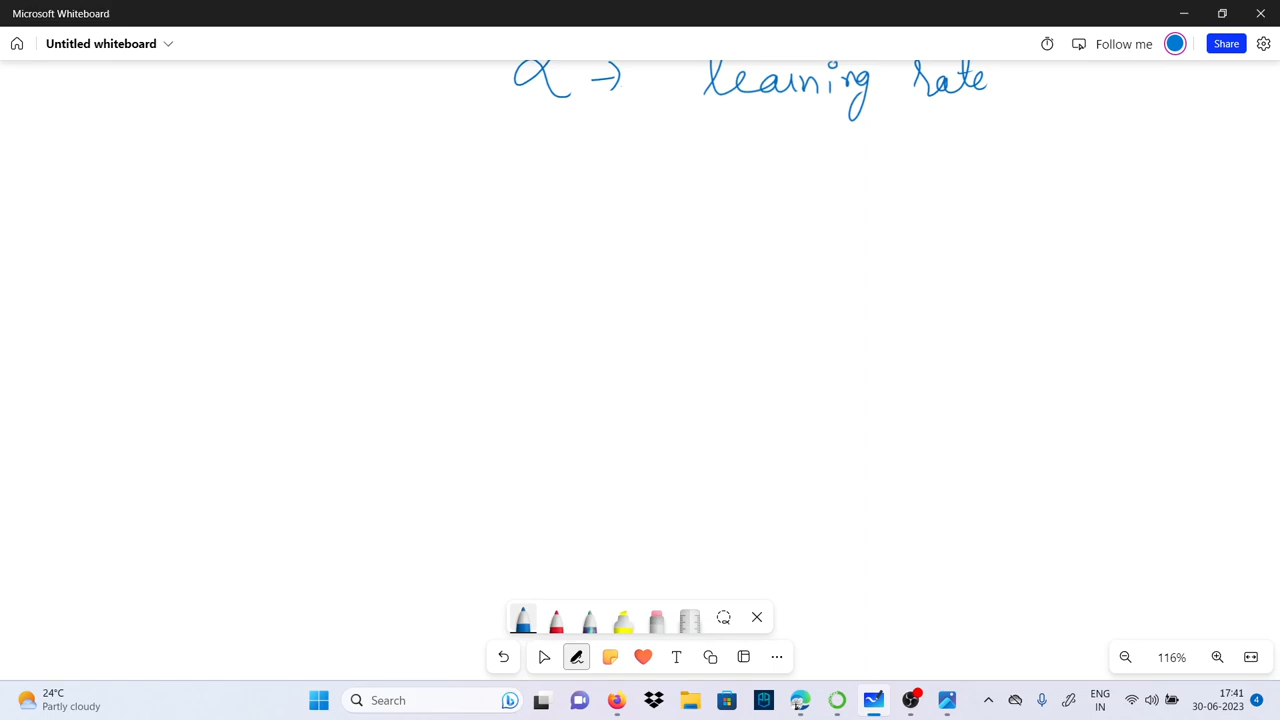 Microsoft Whiteboard
Untitled whiteboard
Follow me
Share
α → learning rate
116%
24°C
Partly cloudy
Search
ENG
IN
17:41
30-06-2023
4